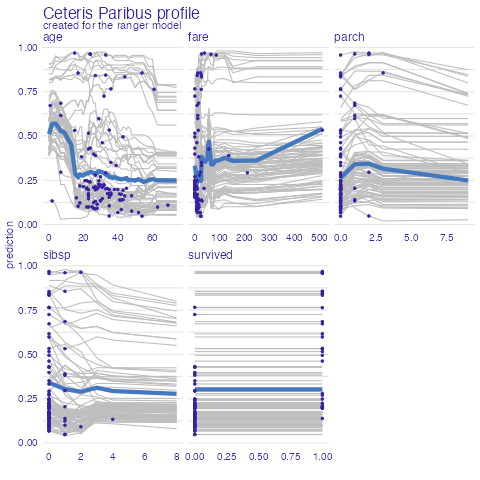 Ceteris Paribus profile
created for the ranger model
age fare parch
1.00
0.75
0.50
0.25
0.00
0 20 40 60 0 100 200 300 400 500 0.0 2.5 5.0 7.5
prediction
sibsp survived
1.00
0.75
0.50
0.25
0.00
0 2 4 6 8 0.00 0.25 0.50 0.75 1.00